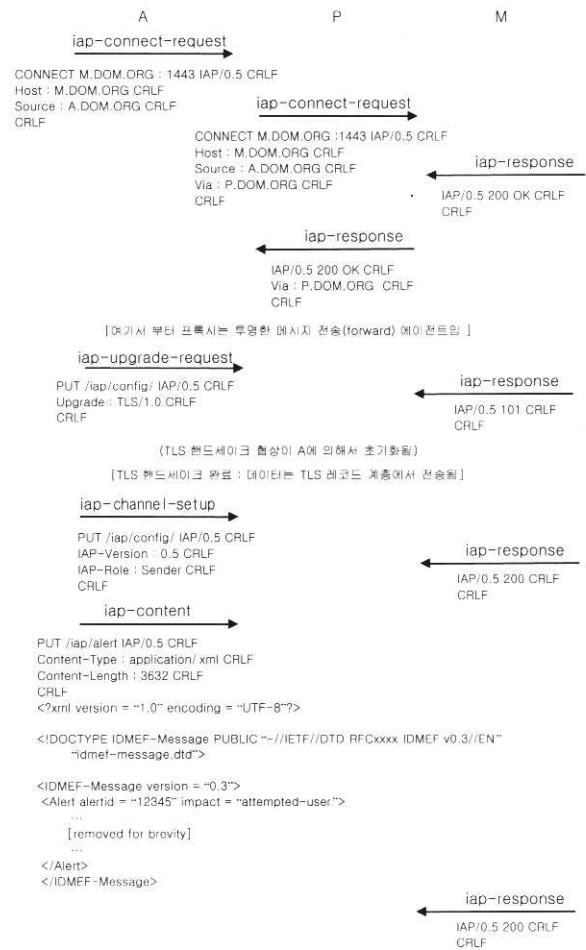 A P M
iap-connect-request
CONNECT M.DOM.ORG : 1443 IAP/0.5 CRLF
Host : M.DOM.ORG CRLF
Source : A.DOM.ORG CRLF
CRLF
iap-connect-request
CONNECT M.DOM.ORG :1443 IAP/0.5 CRLF
Host : M.DOM.ORG CRLF
Source : A.DOM.ORG CRLF
Via : P.DOM.ORG CRLF
CRLF
iap-response
IAP/0.5 200 OK CRLF
CRLF
iap-response
IAP/0.5 200 OK CRLF
Via : P.DOM.ORG CRLF
CRLF
[여기서 부터 프록시는 투명한 메시지 전송(forward) 에이전트임 ]
iap-upgrade-request
PUT /iap/config/ IAP/0.5 CRLF
Upgrade : TLS/1.0 CRLF
CRLF
iap-response
IAP/0.5 101 CRLF
CRLF
(TLS 핸드세이크 협상이 A에 의해서 초기화됨)
[TLS 핸드세이크 완료 : 데이터는 TLS 레코드 계층에서 전송됨]
iap-channel-setup
PUT /iap/config/ IAP/0.5 CRLF
IAP-Version : 0.5 CRLF
IAP-Role : Sender CRLF
CRLF
iap-response
IAP/0.5 200 CRLF
CRLF
iap-content
PUT /iap/alert IAP/0.5 CRLF
Content-Type : application/ xml CRLF
Content-Length : 3632 CRLF
CRLF
<?xml version = "1.0" encoding = "UTF-8"?>
<!DOCTYPE IDMEF-Message PUBLIC "-//IETF//DTD RFCxxxx IDMEF v0.3//EN"
"idmef-message.dtd">
<IDMEF-Message version = "0.3">
<Alert alertid = "12345" impact = "attempted-user">
...
[removed for brevity]
...
</Alert>
</IDMEF-Message>
iap-response
IAP/0.5 200 CRLF
CRLF